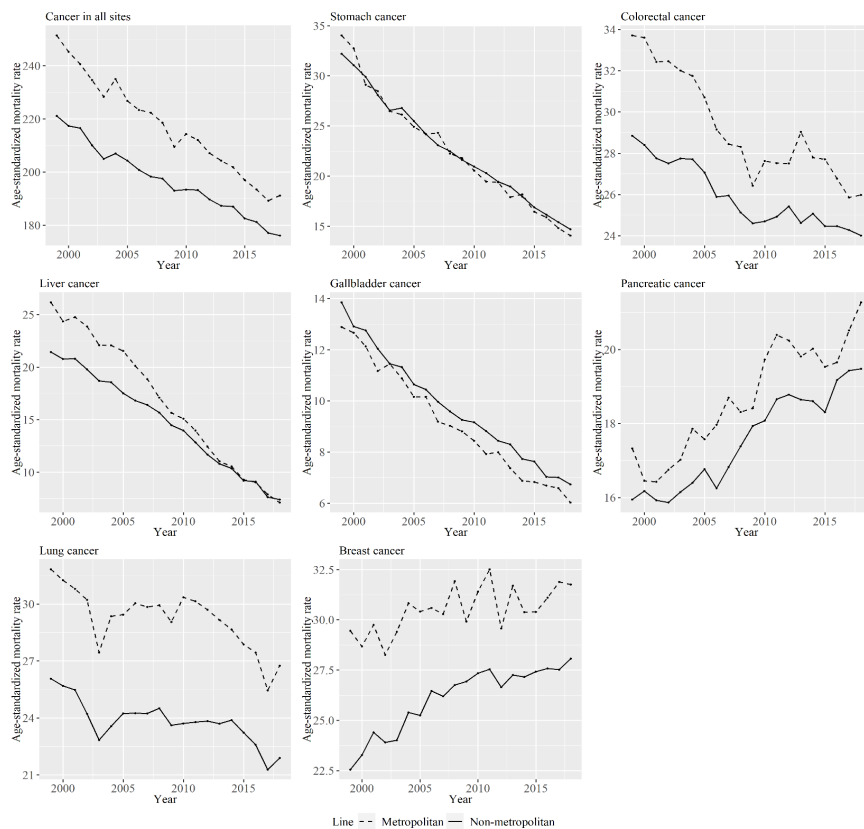 Cancer in all sites
Age-standardized mortality rate
240
220
200
180
2000 2005 2010 2015
Year
Stomach cancer
Age-standardized mortality rate
35
30
25
20
15
2000 2005 2010 2015
Year
Colorectal cancer
Age-standardized mortality rate
34
32
30
28
26
24
2000 2005 2010 2015
Year
Liver cancer
Age-standardized mortality rate
25
20
15
10
2000 2005 2010 2015
Year
Gallbladder cancer
Age-standardized mortality rate
14
12
10
8
6
2000 2005 2010 2015
Year
Pancreatic cancer
Age-standardized mortality rate
20
18
16
2000 2005 2010 2015
Year
Lung cancer
Age-standardized mortality rate
30
27
24
21
2000 2005 2010 2015
Year
Breast cancer
Age-standardized mortality rate
32.5
30.0
27.5
25.0
22.5
2000 2005 2010 2015
Year
Line Metropolitan Non-metropolitan